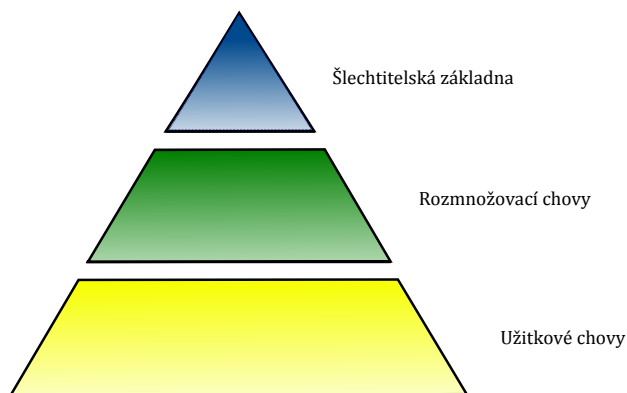 Šlechtitelská základna
Rozmnožovací chovy
Užitkové chovy